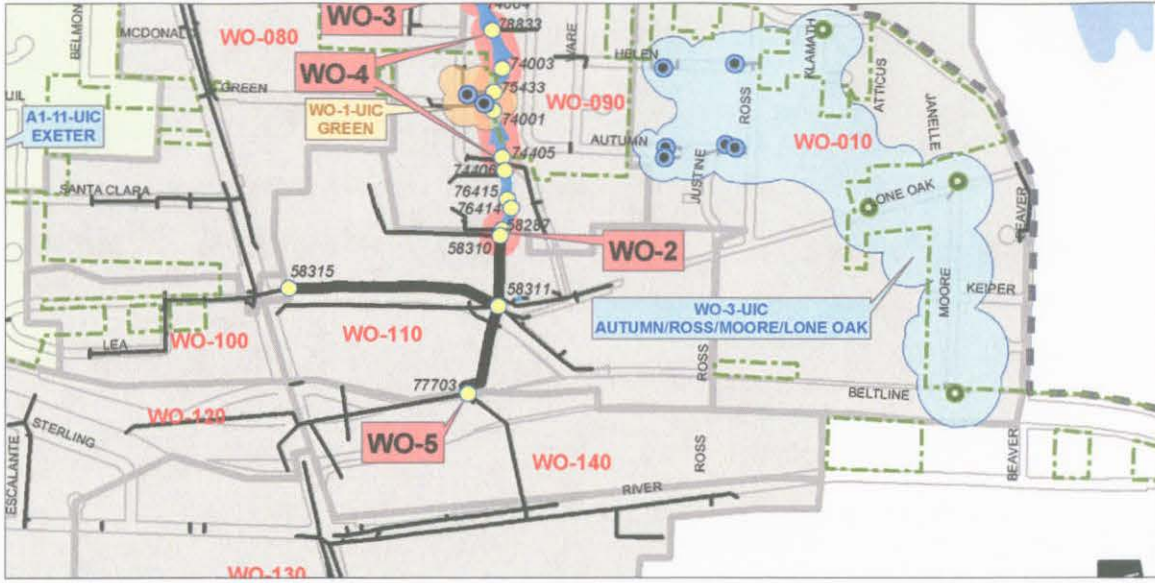 WO-3
74004
78833
BELMON
MCDONALD
WO-080
WO-4
VARE
HELEN
KLAMATH
74003
GREEN
75433
WO-090
ROSS
ATTICUS
A1-11-UIC
EXETER
WO-1-UIC
GREEN
74001
JANELLE
AUTUMN
WO-010
74405
JUSTINE
74406
SANTA CLARA
76415
76414
LONE OAK
BEAVER
58287
58310
WO-2
58315
58311
KEIPER
WO-3-UIC
AUTUMN/ROSS/MOORE/LONE OAK
MOORE
WO-110
LEA
WO-100
ROSS
77703
BELTLINE
WO-120
STERLING
WO-5
ESCALANTE
WO-140
ROSS
BEAVER
RIVER
WO-130